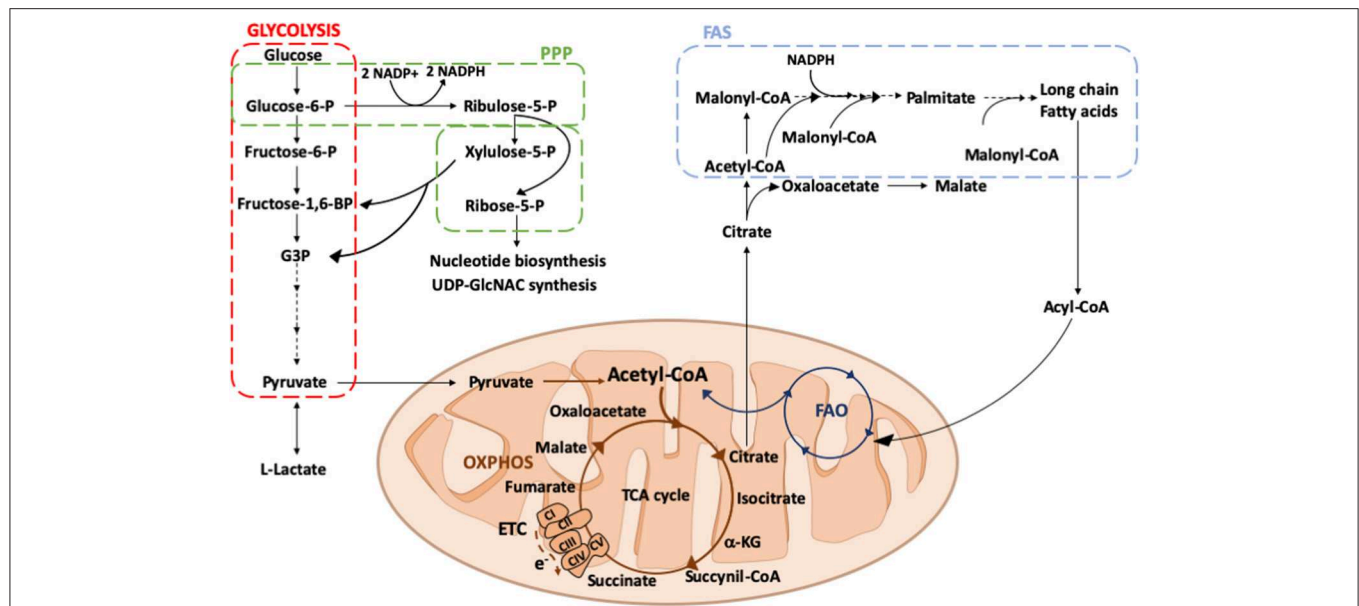 GLYCOLYSIS
Glucose
Glucose-6-P
Fructose-6-P
Fructose-1,6-BP
G3P
Pyruvate
L-Lactate
PPP
2 NADP+ 2 NADPH
Ribulose-5-P
Xylulose-5-P
Ribose-5-P
Nucleotide biosynthesis
UDP-GlcNAC synthesis
FAS
NADPH
Malonyl-CoA
Palmitate
Long chain
Fatty acids
Malonyl-CoA
Malonyl-CoA
Acetyl-CoA
Oxaloacetate
Malate
Citrate
Acyl-CoA
Pyruvate
Acetyl-CoA
Oxaloacetate
FAO
Malate
OXPHOS
Citrate
Fumarate
TCA cycle
Isocitrate
ETC
CI
CII
CIII
CIV
CV
e-
α-KG
Succinate
Succynil-CoA